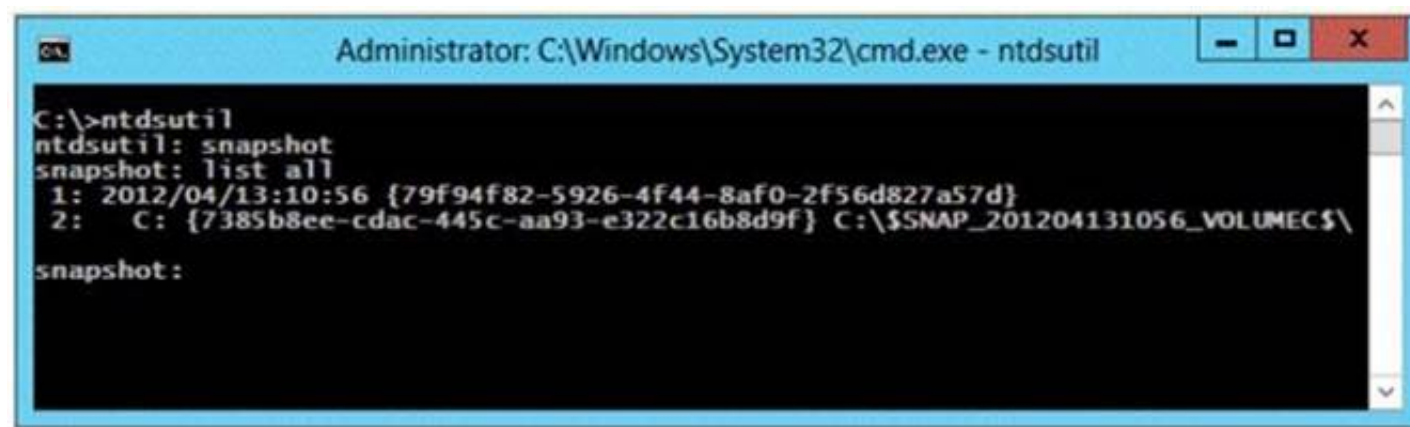 Administrator: C:\Windows\System32\cmd.exe - ntdsutil
C:\>ntdsutil
ntdsutil: snapshot
snapshot: list all
1: 2012/04/13:10:56 {79f94f82-5926-4f44-8af0-2f56d827a57d}
2: C: {7385b8ee-cdac-445c-aa93-e322c16b8d9f} C:\$SNAP_201204131056_VOLUMEC$\
snapshot: